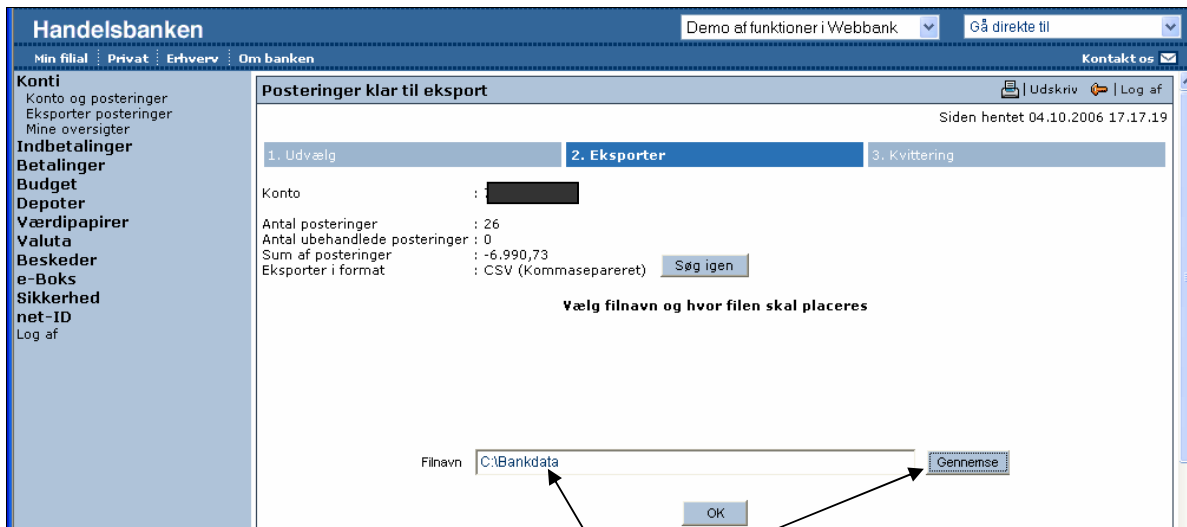 Handelsbanken
Demo af funktioner i Webbank
Gå direkte til
Min filial Privat Erhverv Om banken
Kontakt os
Konti
Konto og posteringer
Eksporter posteringer
Mine oversigter
Indbetalinger
Betalinger
Budget
Depoter
Værdipapirer
Valuta
Beskeder
e-Boks
Sikkerhed
net-ID
Log af
Posteringer klar til eksport
Udskriv | Log af
Siden hentet 04.10.2006 17.17.19
1. Udvælg 2. Eksporter 3. Kvittering
Konto :
Antal posteringer : 26
Antal ubehandlede posteringer : 0
Sum af posteringer : -6.990,73
Eksporter i format : CSV (Kommasepareret) Søg igen
Vælg filnavn og hvor filen skal placeres
Filnavn C:\Bankdata Gennemse
OK